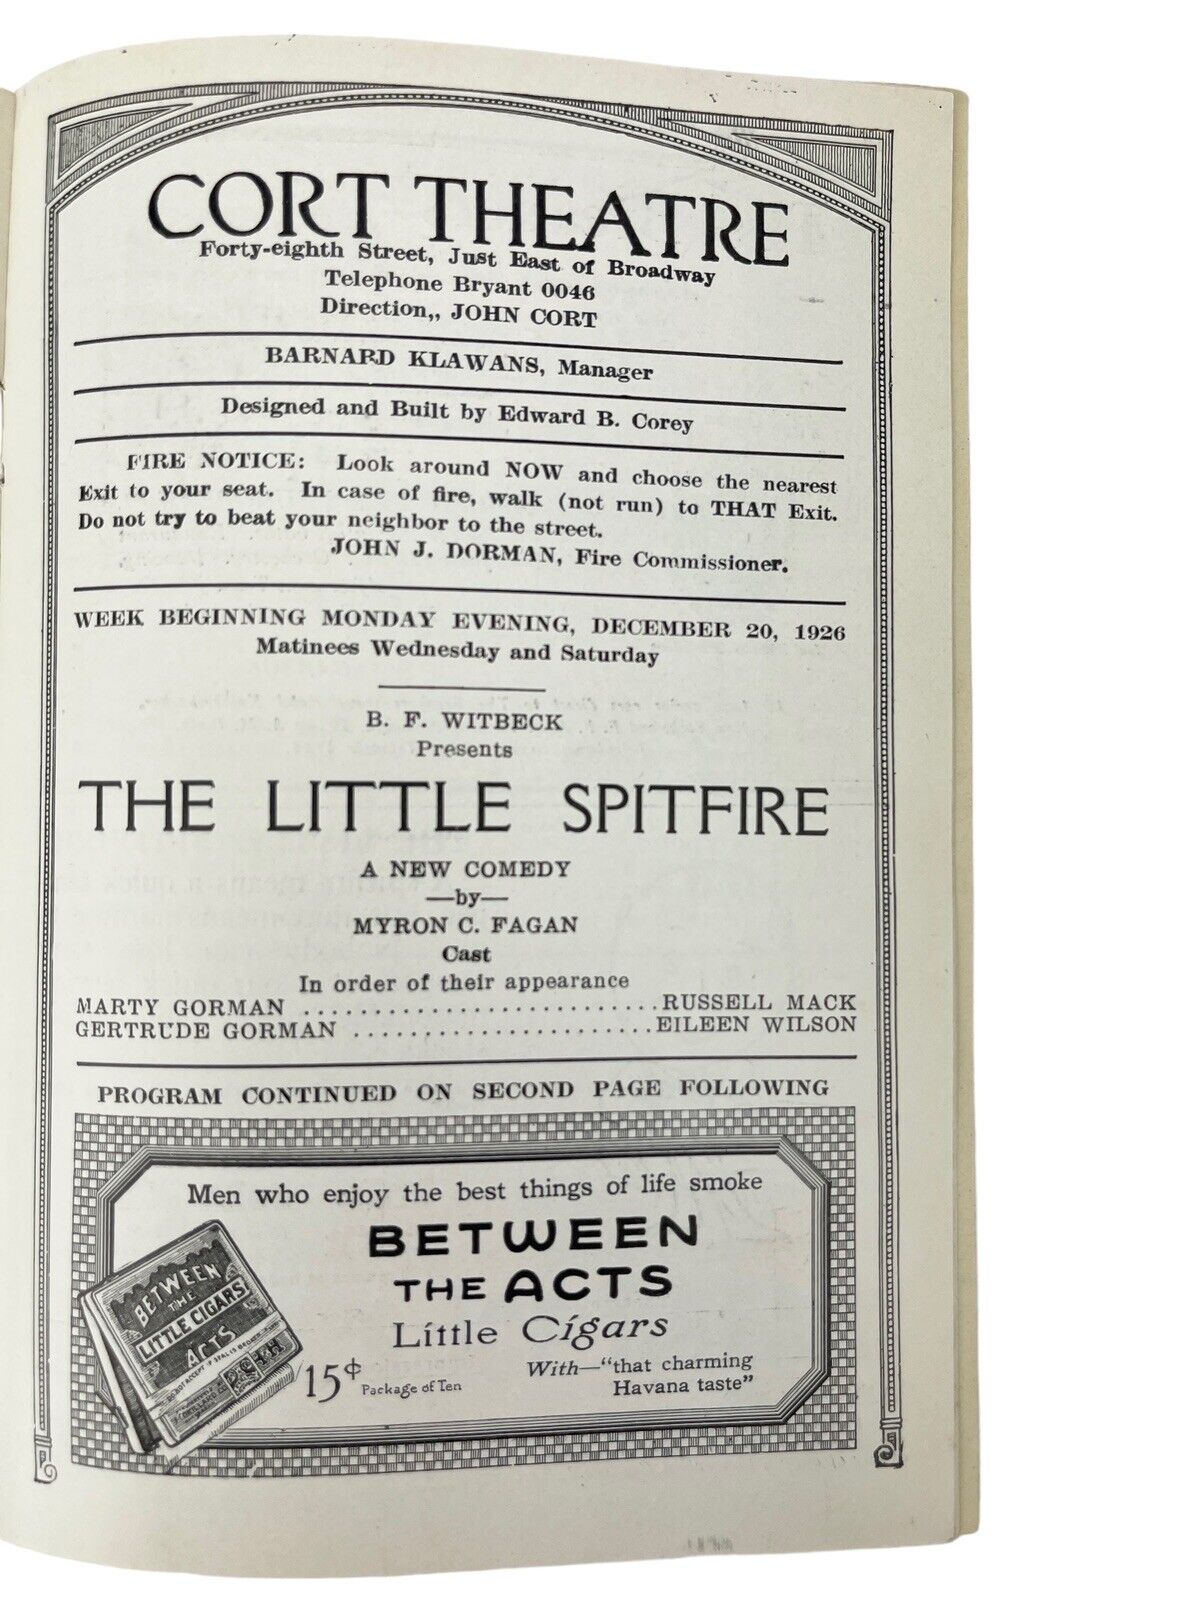 CORT THEATRE
Forty-eighth Street, Just East of Broadway
Telephone Bryant 0046
Direction,, JOHN CORT
BARNARD KLAWANS, Manager
Designed and Built by Edward B. Corey
FIRE NOTICE: Look around NOW and choose the nearest
Exit to your seat. In case of fire, walk (not run) to THAT Exit.
Do not try to beat your neighbor to the street.
JOHN J. DORMAN, Fire Commissioner.
WEEK BEGINNING MONDAY EVENING, DECEMBER 20, 1926
Matinees Wednesday and Saturday
B. F. WITBECK
Presents
THE LITTLE SPITFIRE
A NEW COMEDY
—by—
MYRON C. FAGAN
Cast
In order of their appearance
MARTY GORMAN ..........................RUSSELL MACK
GERTRUDE GORMAN ......................EILEEN WILSON
PROGRAM CONTINUED ON SECOND PAGE FOLLOWING
Men who enjoy the best things of life smoke
BETWEEN
THE ACTS
Little Cigars
15¢ Package of Ten
With—"that charming
Havana taste"
BETWEEN
THE
LITTLE CIGARS
ACTS